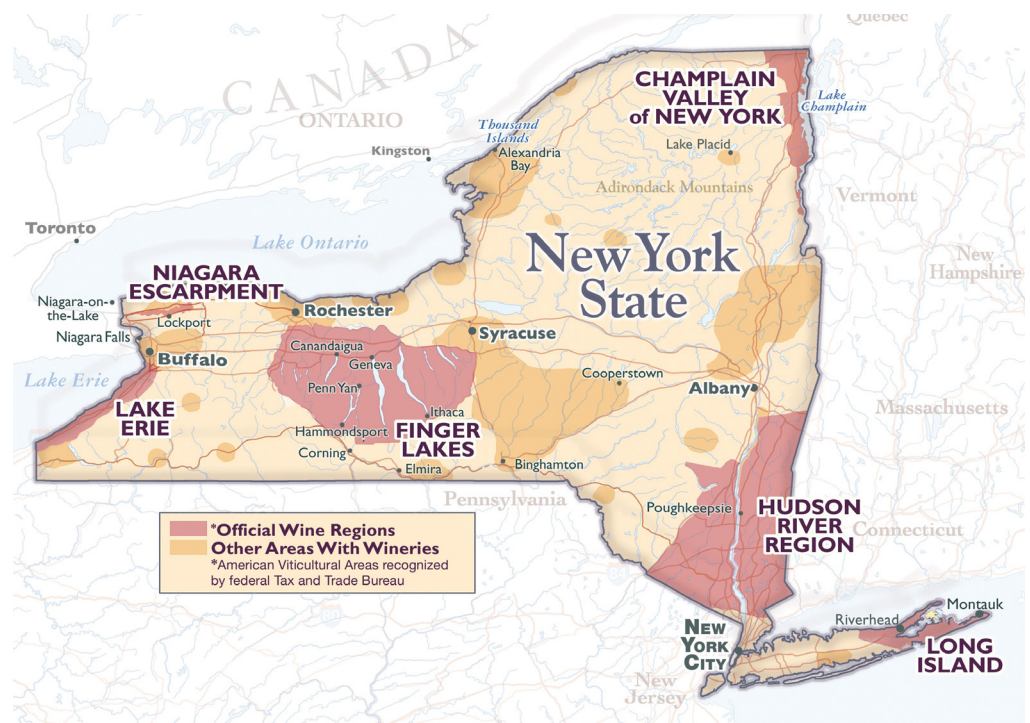 Quebec
CANADA
ONTARIO
CHAMPLAIN
VALLEY
of NEW YORK
Lake
Champlain
Thousand
Islands
Kingston
Alexandria
Bay
Lake Placid
Adirondack Mountains
Vermont
Toronto
Lake Ontario
New York
State
New
Hampshire
NIAGARA
ESCARPMENT
Niagara-on-
the-Lake
Lockport
Rochester
Niagara Falls
Buffalo
Syracuse
Canandaigua
Geneva
Lake Erie
Penn Yan
Cooperstown
Albany
LAKE
ERIE
Ithaca
Hammondsport
FINGER
LAKES
Massachusetts
Corning
Elmira
Binghamton
Pennsylvania
Poughkeepsie
HUDSON
RIVER
REGION
Connecticut
*Official Wine Regions
Other Areas With Wineries
*American Viticultural Areas recognized
by federal Tax and Trade Bureau
NEW
YORK
CITY
Riverhead
Montauk
LONG
ISLAND
New
Jersey